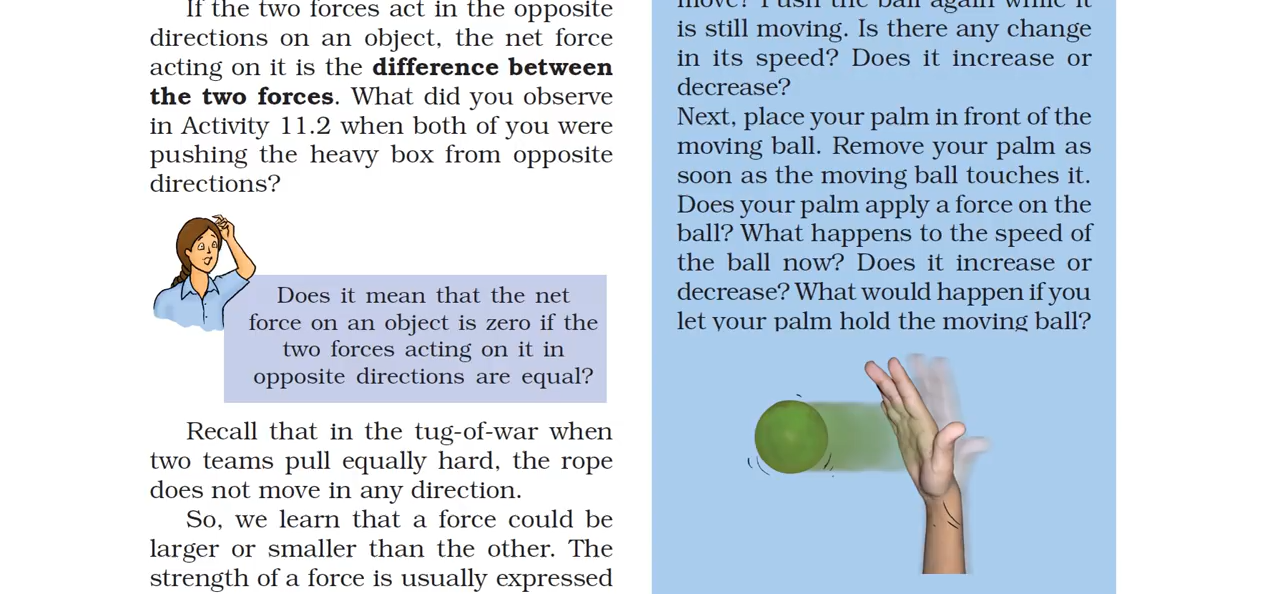 If the two forces act in the opposite
directions on an object, the net force
acting on it is the difference between
the two forces. What did you observe
in Activity 11.2 when both of you were
pushing the heavy box from opposite
directions?
Does it mean that the net
force on an object is zero if the
two forces acting on it in
opposite directions are equal?
Recall that in the tug-of-war when
two teams pull equally hard, the rope
does not move in any direction.
So, we learn that a force could be
larger or smaller than the other. The
strength of a force is usually expressed
move? Push the ball again while it
is still moving. Is there any change
in its speed? Does it increase or
decrease?
Next, place your palm in front of the
moving ball. Remove your palm as
soon as the moving ball touches it.
Does your palm apply a force on the
ball? What happens to the speed of
the ball now? Does it increase or
decrease? What would happen if you
let your palm hold the moving ball?